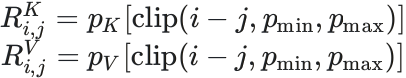 R^K_{i,j} = p_K[clip(i − j, p_min, p_max)]
R^V_{i,j} = p_V[clip(i − j, p_min, p_max)]